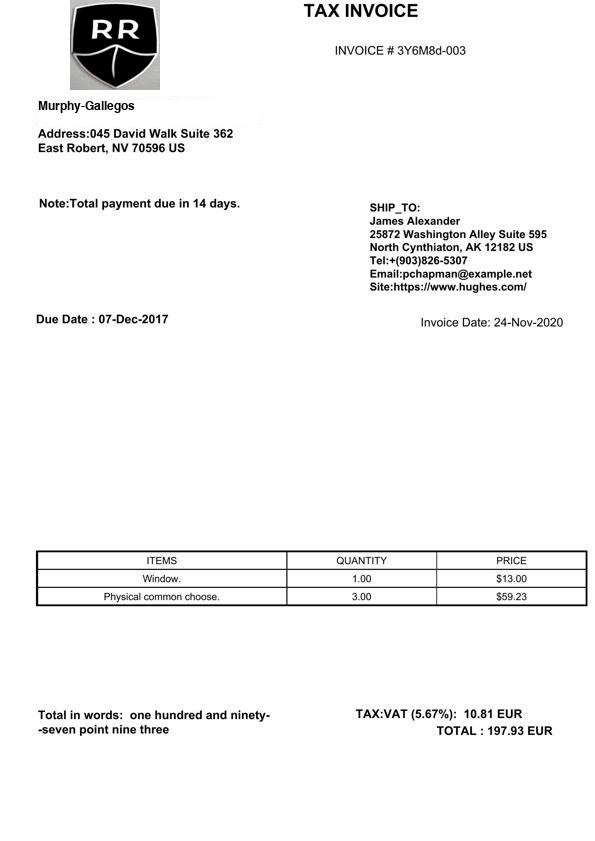 RR
TAX INVOICE
INVOICE # 3Y6M8d-003
Murphy-Gallegos
Address:045 David Walk Suite 362
East Robert, NV 70596 US
Note:Total payment due in 14 days.
SHIP_TO:
James Alexander
25872 Washington Alley Suite 595
North Cynthiaton, AK 12182 US
Tel:+(903)826-5307
Email:pchapman@example.net
Site:https://www.hughes.com/
Due Date : 07-Dec-2017
Invoice Date: 24-Nov-2020
ITEMS QUANTITY PRICE
Window. 1.00 $13.00
Physical common choose. 3.00 $59.23
Total in words: one hundred and ninety-
-seven point nine three
TAX:VAT (5.67%): 10.81 EUR
TOTAL : 197.93 EUR